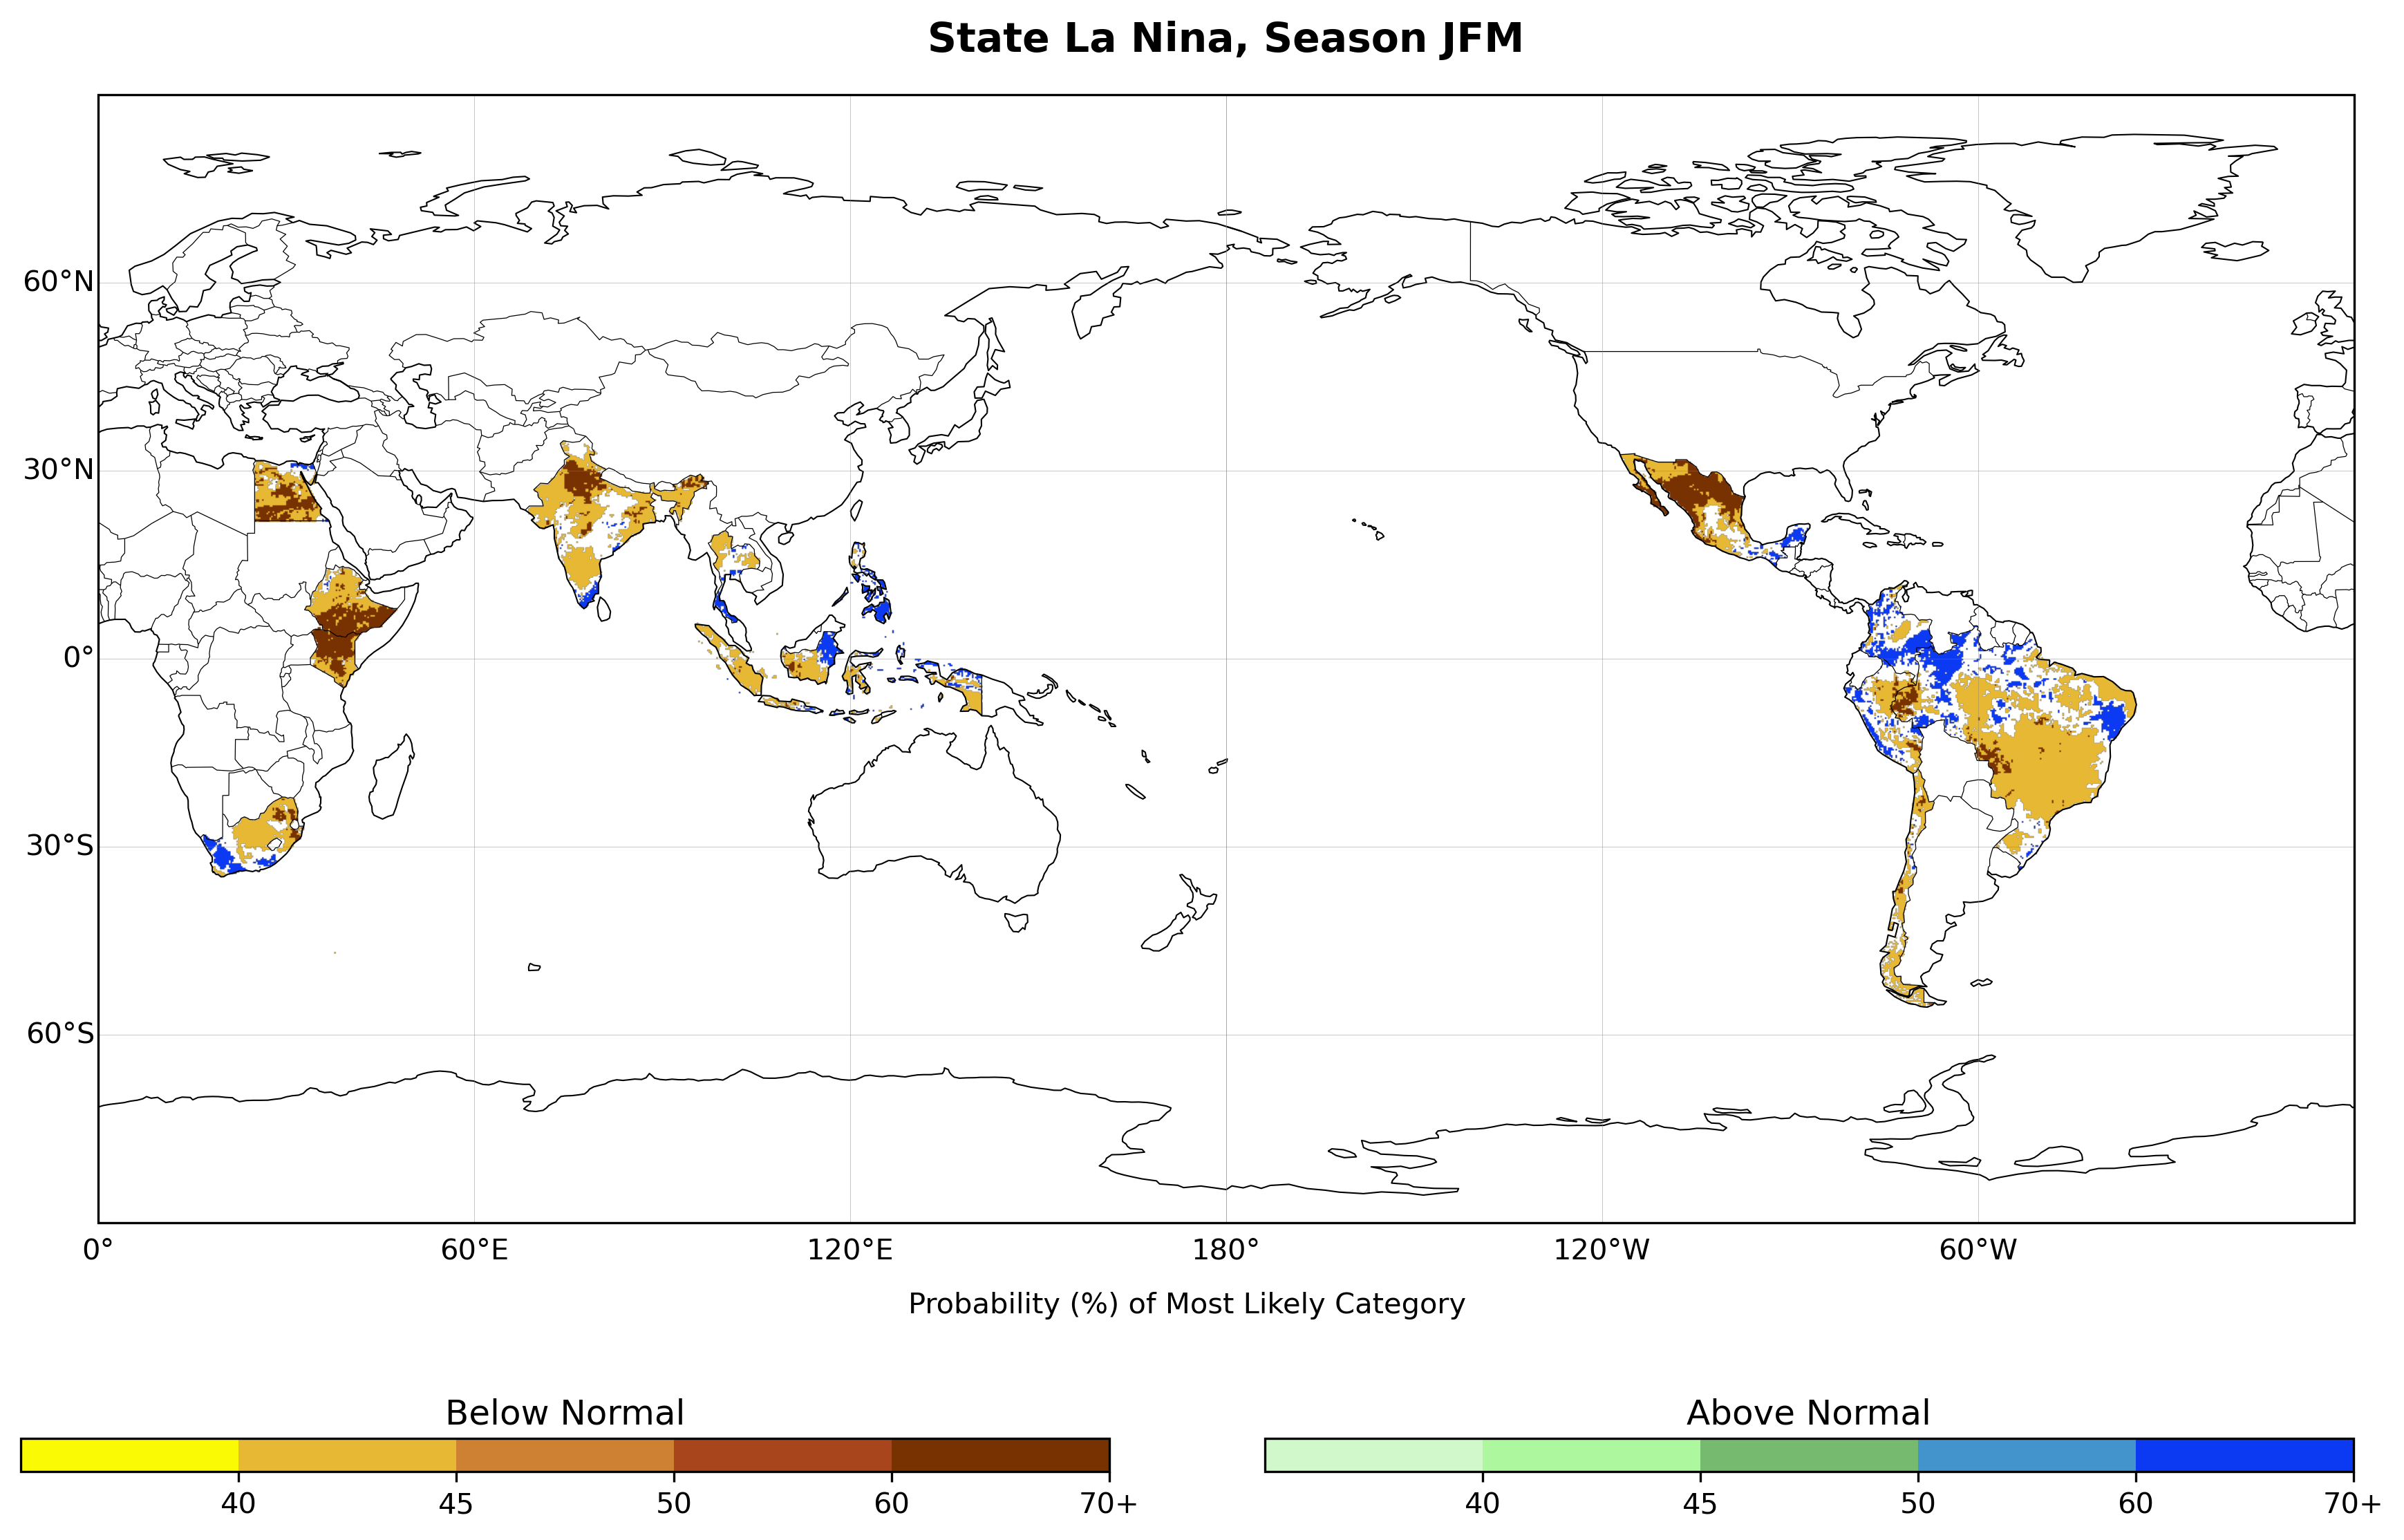 State La Nina, Season JFM
60°N
30°N
0°
30°S
60°S
0° 60°E 120°E 180° 120°W 60°W
Probability (%) of Most Likely Category
Below Normal Above Normal
40 45 50 60 70+ 40 45 50 60 70+